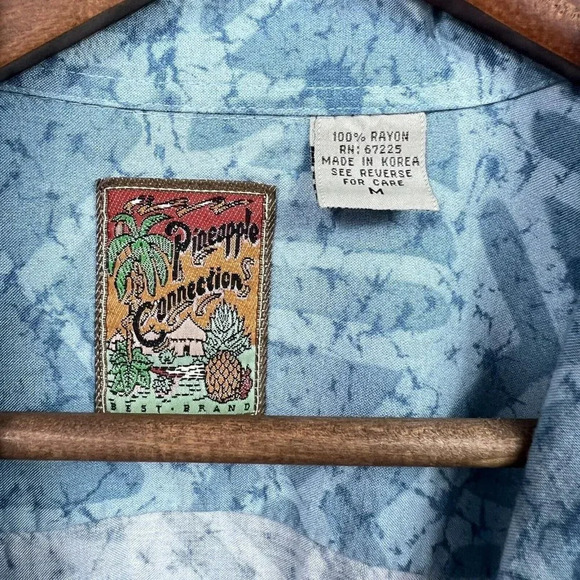 100% RAYON
RN: 67225
MADE IN KOREA
SEE REVERSE
FOR CARE
M
Pineapple
Connection
BEST · BRAND